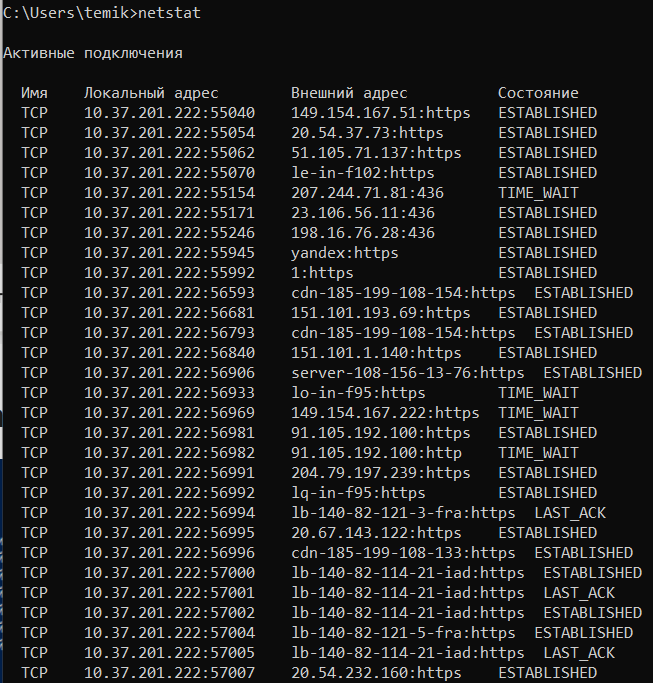 C:\Users\temik>netstat
Активные подключения
Имя Локальный адрес Внешний адрес Состояние
TCP 10.37.201.222:55040 149.154.167.51:https ESTABLISHED
TCP 10.37.201.222:55054 20.54.37.73:https ESTABLISHED
TCP 10.37.201.222:55062 51.105.71.137:https ESTABLISHED
TCP 10.37.201.222:55070 le-in-f102:https ESTABLISHED
TCP 10.37.201.222:55154 207.244.71.81:436 TIME_WAIT
TCP 10.37.201.222:55171 23.106.56.11:436 ESTABLISHED
TCP 10.37.201.222:55246 198.16.76.28:436 ESTABLISHED
TCP 10.37.201.222:55945 yandex:https ESTABLISHED
TCP 10.37.201.222:55992 1:https ESTABLISHED
TCP 10.37.201.222:56593 cdn-185-199-108-154:https ESTABLISHED
TCP 10.37.201.222:56681 151.101.193.69:https ESTABLISHED
TCP 10.37.201.222:56793 cdn-185-199-108-154:https ESTABLISHED
TCP 10.37.201.222:56840 151.101.1.140:https ESTABLISHED
TCP 10.37.201.222:56906 server-108-156-13-76:https ESTABLISHED
TCP 10.37.201.222:56933 lo-in-f95:https TIME_WAIT
TCP 10.37.201.222:56969 149.154.167.222:https TIME_WAIT
TCP 10.37.201.222:56981 91.105.192.100:https ESTABLISHED
TCP 10.37.201.222:56982 91.105.192.100:http TIME_WAIT
TCP 10.37.201.222:56991 204.79.197.239:https ESTABLISHED
TCP 10.37.201.222:56992 lq-in-f95:https ESTABLISHED
TCP 10.37.201.222:56994 lb-140-82-121-3-fra:https LAST_ACK
TCP 10.37.201.222:56995 20.67.143.122:https ESTABLISHED
TCP 10.37.201.222:56996 cdn-185-199-108-133:https ESTABLISHED
TCP 10.37.201.222:57000 lb-140-82-114-21-iad:https ESTABLISHED
TCP 10.37.201.222:57001 lb-140-82-114-21-iad:https LAST_ACK
TCP 10.37.201.222:57002 lb-140-82-114-21-iad:https ESTABLISHED
TCP 10.37.201.222:57004 lb-140-82-121-5-fra:https ESTABLISHED
TCP 10.37.201.222:57005 lb-140-82-114-21-iad:https LAST_ACK
TCP 10.37.201.222:57007 20.54.232.160:https ESTABLISHED